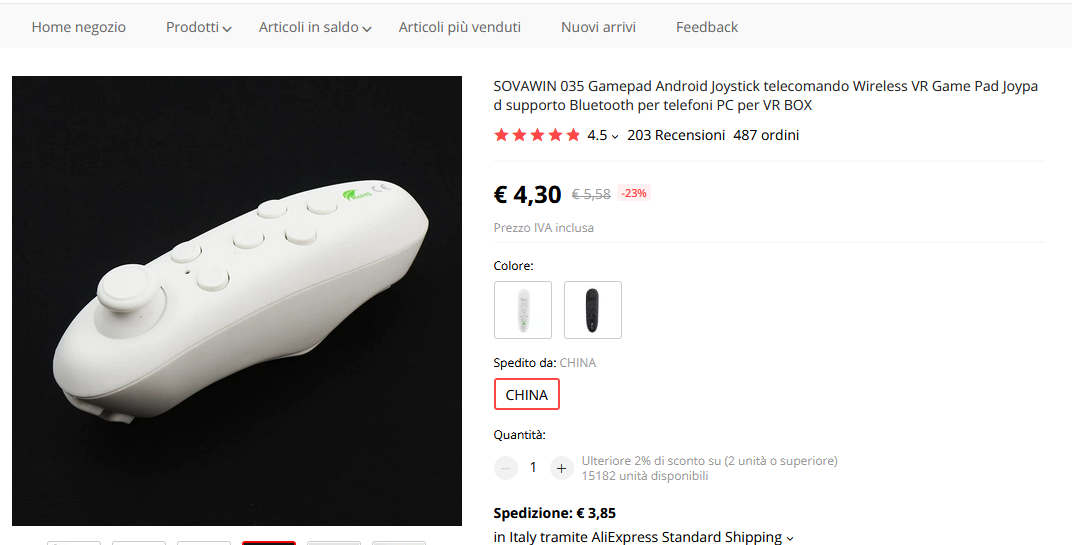 Home negozio Prodotti Articoli in saldo Articoli più venduti Nuovi arrivi Feedback
SOVAWIN 035 Gamepad Android Joystick telecomando Wireless VR Game Pad Joypa
d supporto Bluetooth per telefoni PC per VR BOX
4.5 203 Recensioni 487 ordini
€ 4,30 € 5,58 -23%
Prezzo IVA inclusa
Colore:
Spedito da: CHINA
CHINA
Quantità:
1
Ulteriore 2% di sconto su (2 unità o superiore)
15182 unità disponibili
Spedizione: € 3,85
in Italy tramite AliExpress Standard Shipping
RoHS CE